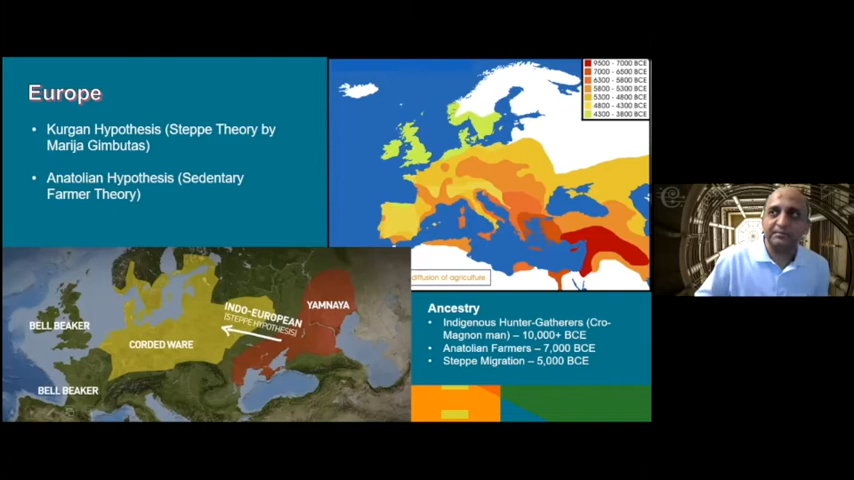 Europe
• Kurgan Hypothesis (Steppe Theory by
Marija Gimbutas)
• Anatolian Hypothesis (Sedentary
Farmer Theory)
9500 - 7000 BCE
7000 - 6500 BCE
6300 - 5800 BCE
5800 - 5300 BCE
5300 - 4800 BCE
4800 - 4300 BCE
4300 - 3800 BCE
diffusion of agriculture
BELL BEAKER
BELL BEAKER
CORDED WARE
INDO-EUROPEAN
(STEPPE HYPOTHESIS)
YAMNAYA
Ancestry
• Indigenous Hunter-Gatherers (Cro-
Magnon man) – 10,000+ BCE
• Anatolian Farmers – 7,000 BCE
• Steppe Migration – 5,000 BCE